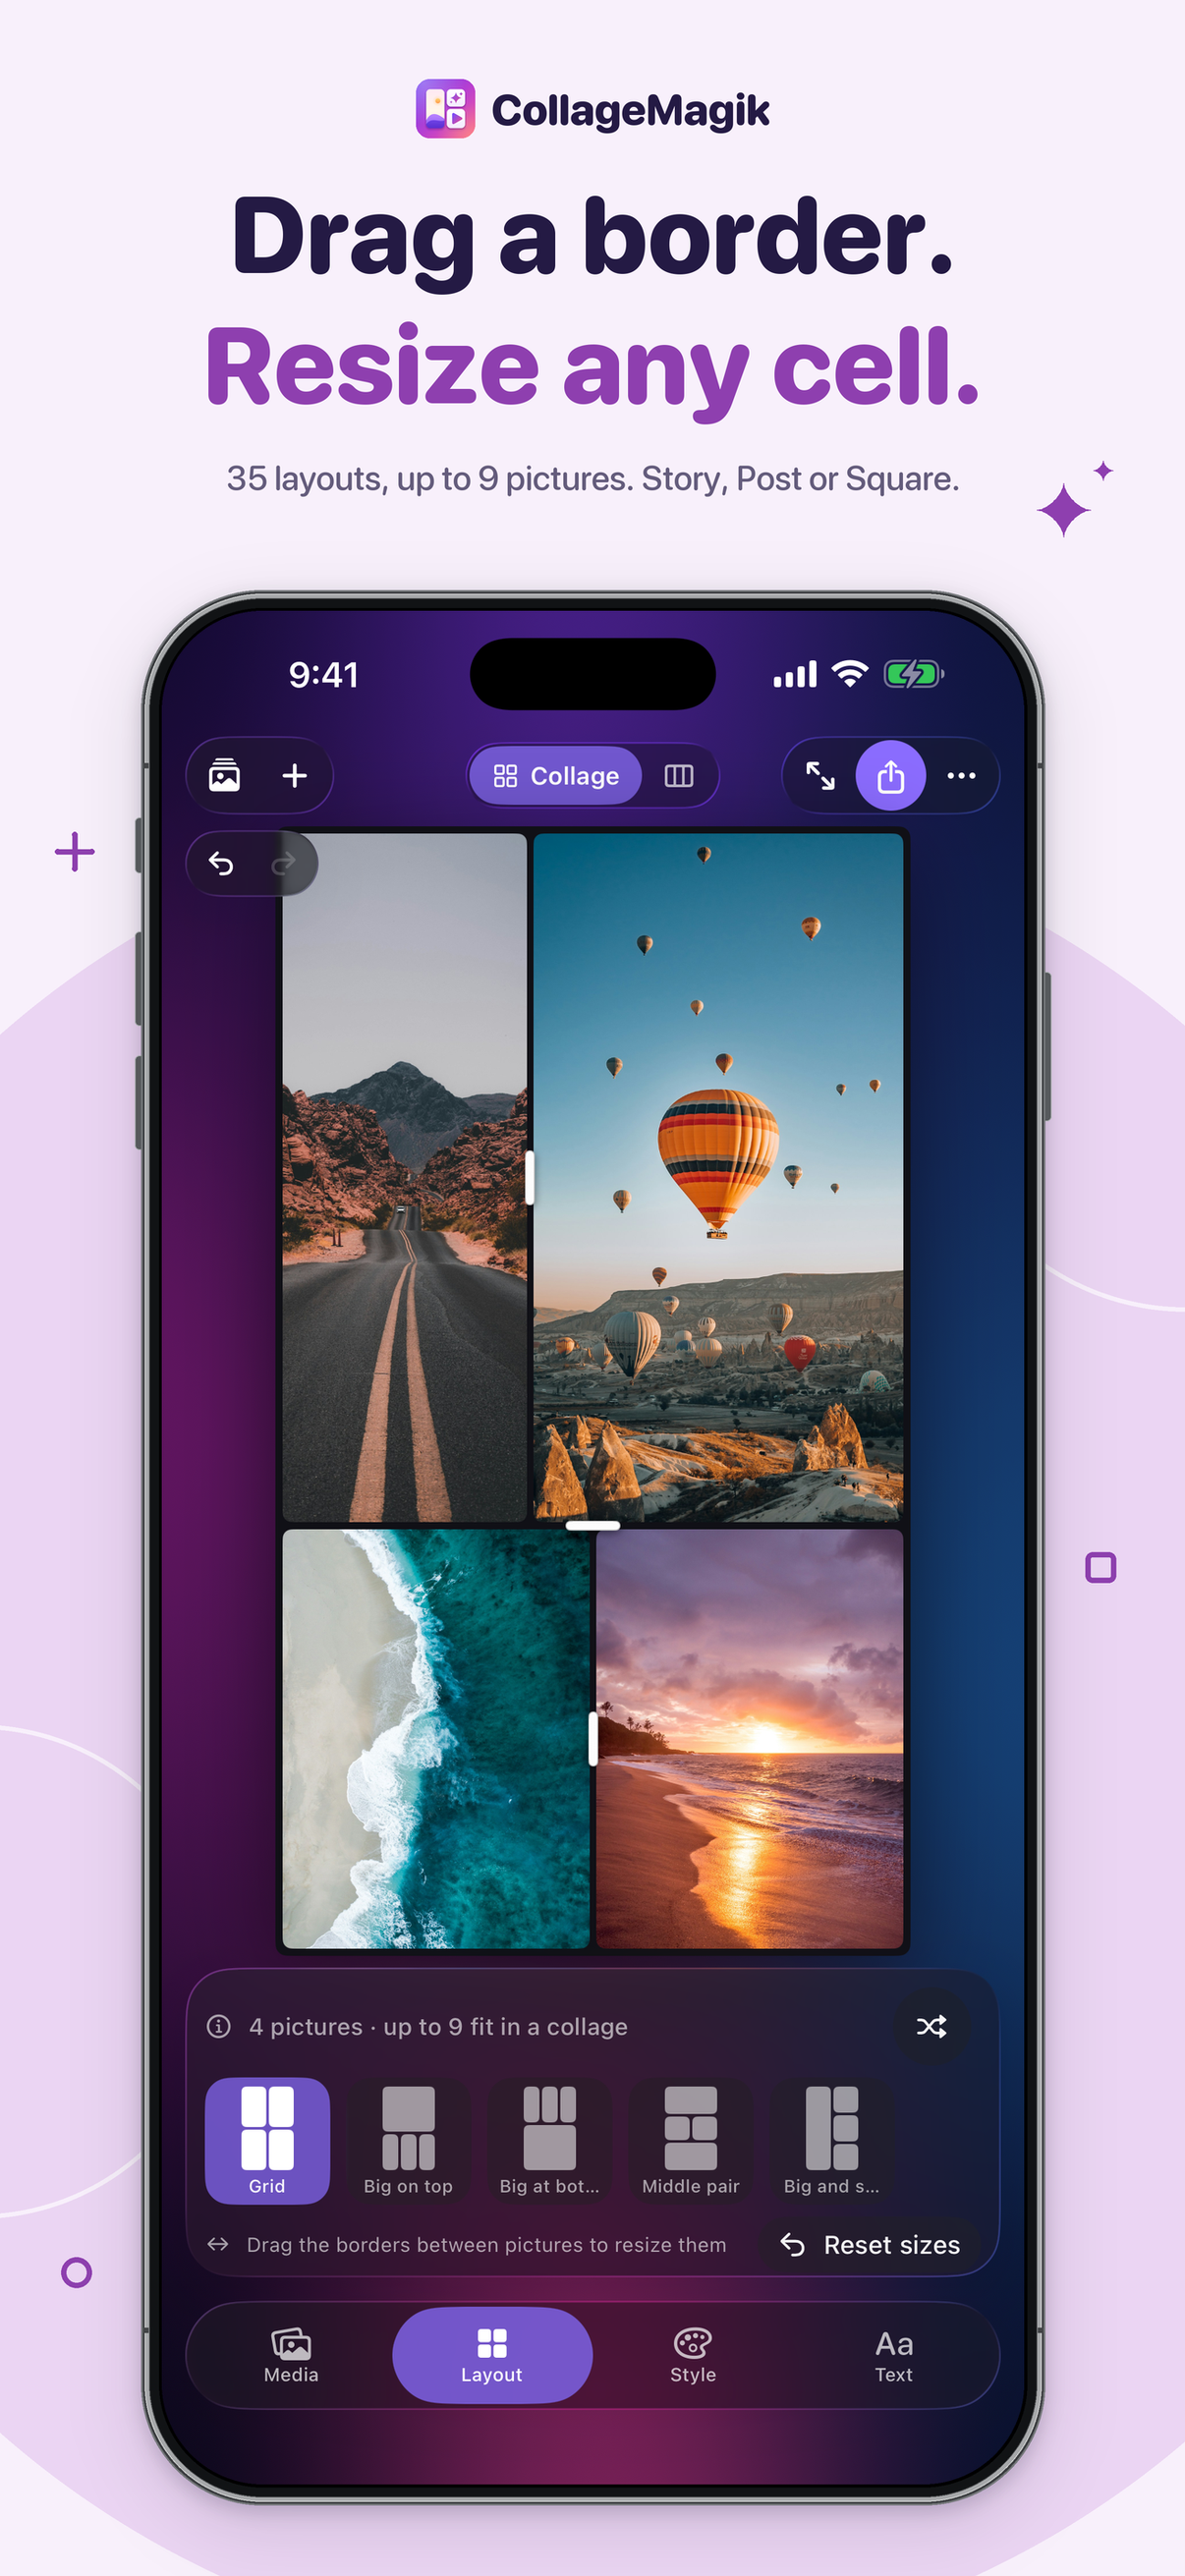 CollageMagik
Drag a border.
Resize any cell.
35 layouts, up to 9 pictures. Story, Post or Square.
9:41
Collage
4 pictures · up to 9 fit in a collage
Grid
Big on top
Big at bot...
Middle pair
Big and s...
Drag the borders between pictures to resize them
Reset sizes
Media
Layout
Style
Aa
Text